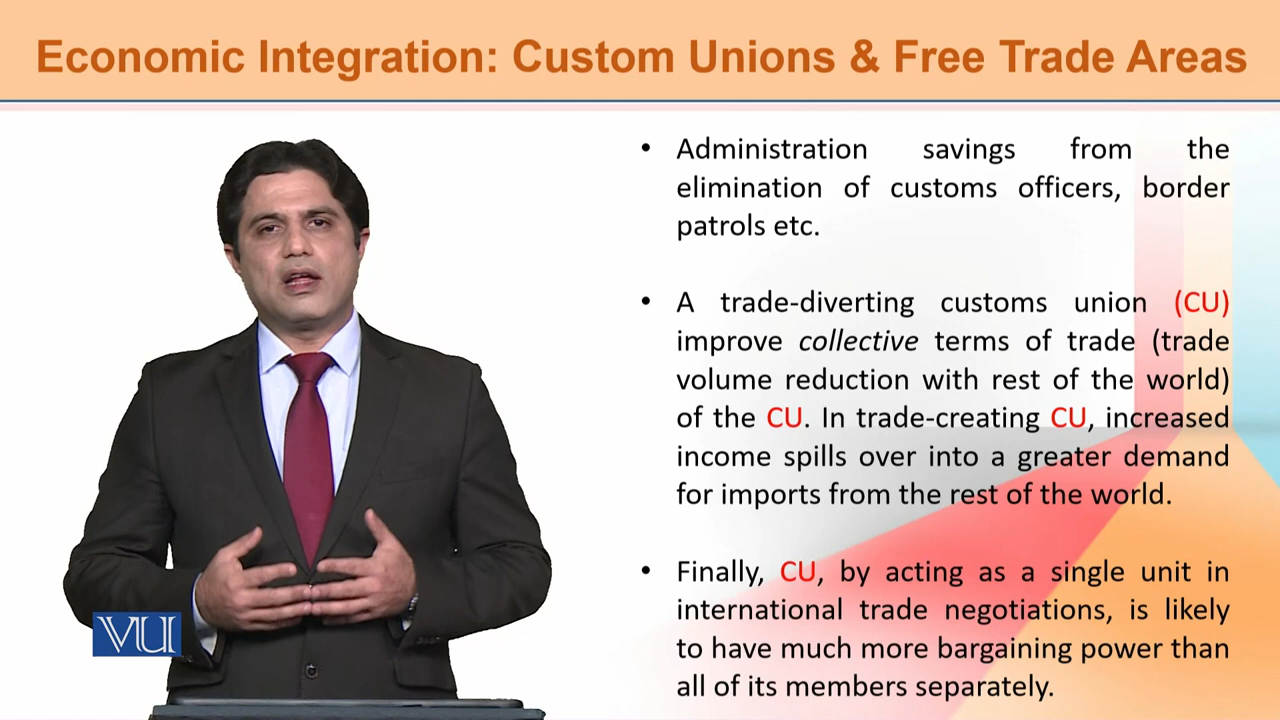 Economic Integration: Custom Unions & Free Trade Areas
• Administration savings from the
elimination of customs officers, border
patrols etc.
• A trade-diverting customs union (CU)
improve collective terms of trade (trade
volume reduction with rest of the world)
of the CU. In trade-creating CU, increased
income spills over into a greater demand
for imports from the rest of the world.
• Finally, CU, by acting as a single unit in
international trade negotiations, is likely
to have much more bargaining power than
all of its members separately.
VU